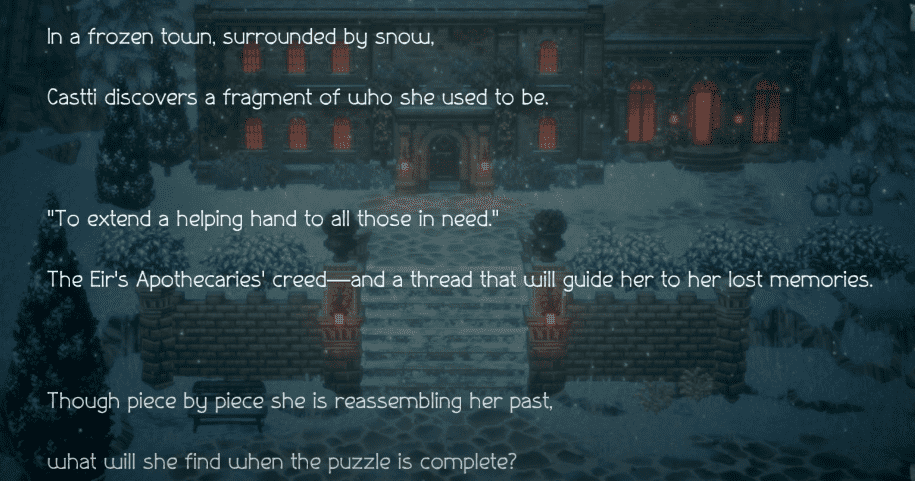 In a frozen town, surrounded by snow,
Castti discovers a fragment of who she used to be.
"To extend a helping hand to all those in need."
The Eir's Apothecaries' creed—and a thread that will guide her to her lost memories.
Though piece by piece she is reassembling her past,
what will she find when the puzzle is complete?